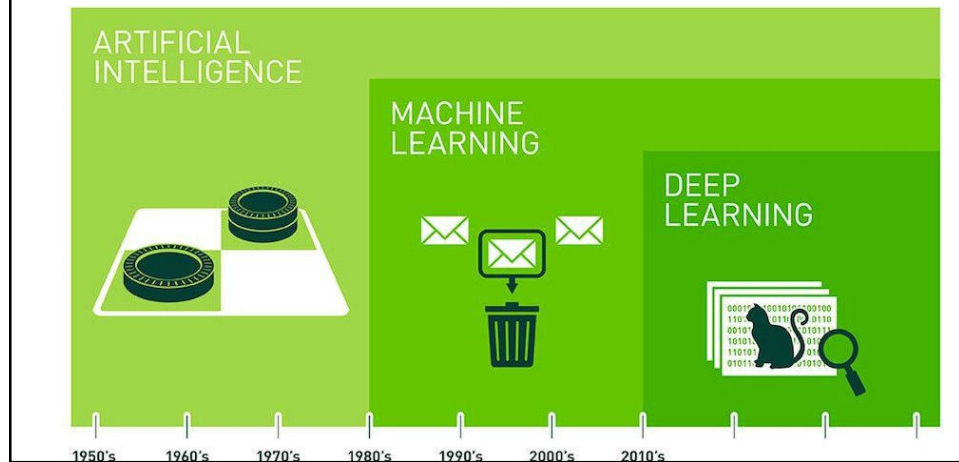 ARTIFICIAL
INTELLIGENCE
MACHINE
LEARNING
DEEP
LEARNING
1950's 1960's 1970's 1980's 1990's 2000's 2010's